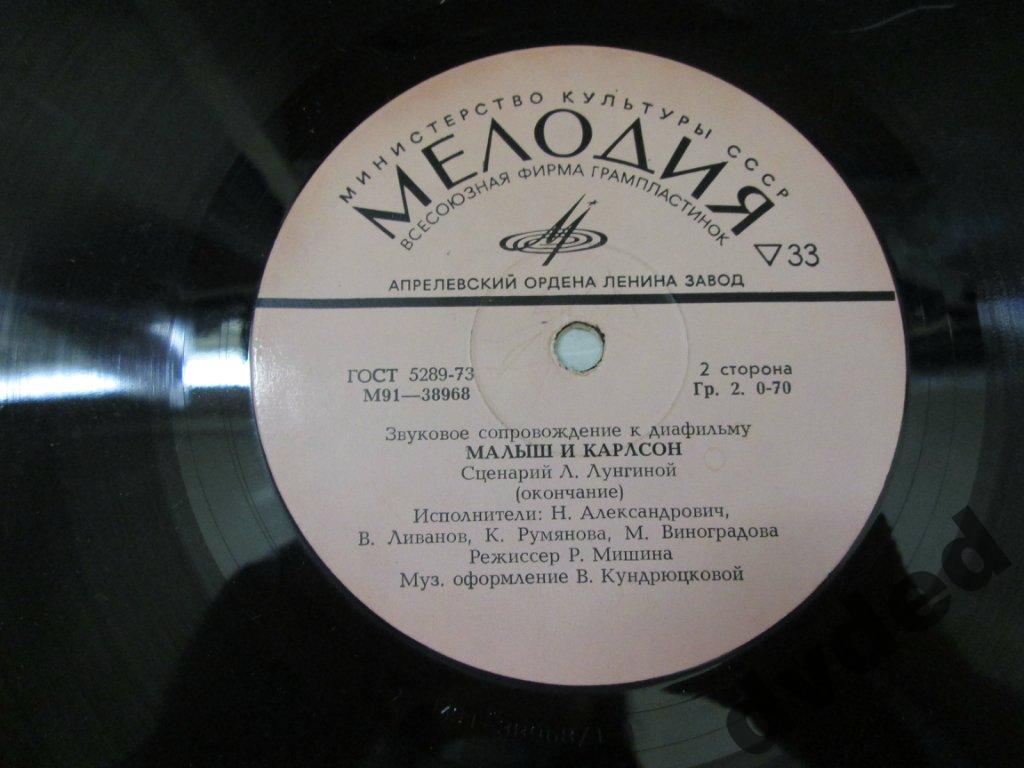 МИНИСТЕРСТВО КУЛЬТУРЫ СССР
МЕЛОДИЯ
ВСЕСОЮЗНАЯ ФИРМА ГРАМПЛАСТИНОК
▽ 33
АПРЕЛЕВСКИЙ ОРДЕНА ЛЕНИНА ЗАВОД
ГОСТ 5289-73
М91—38968
2 сторона
Гр. 2. 0-70
Звуковое сопровождение к диафильму
МАЛЫШ И КАРЛСОН
Сценарий Л. Лунгиной
(окончание)
Исполнители: Н. Александрович,
В. Ливанов, К. Румянова, М. Виноградова
Режиссер Р. Мишина
Муз. оформление В. Кундрюцковой
dvded